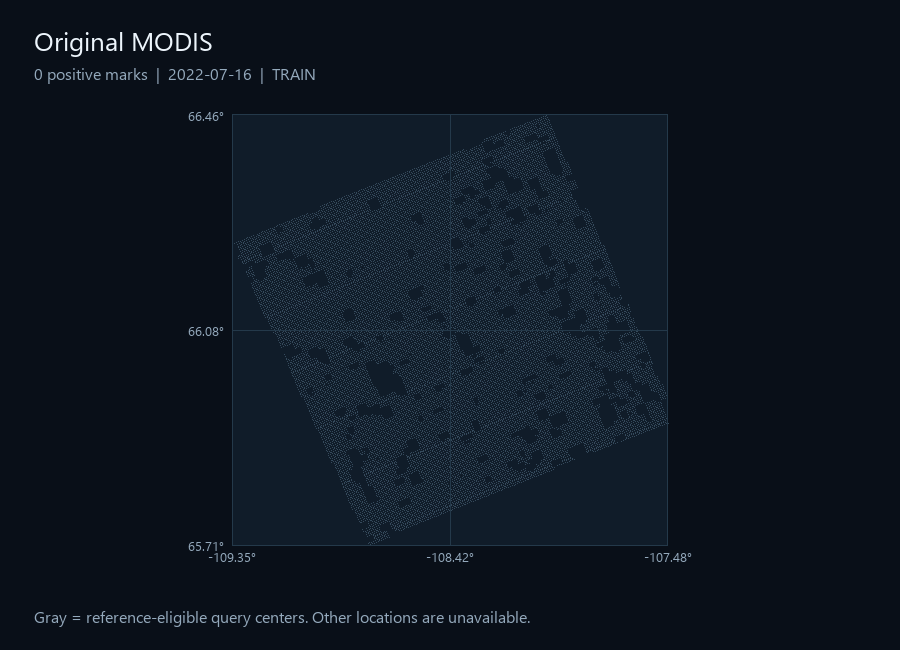 Original MODIS
0 positive marks | 2022-07-16 | TRAIN
66.46°
66.08°
65.71°
-109.35°
-108.42°
-107.48°
Gray = reference-eligible query centers. Other locations are unavailable.